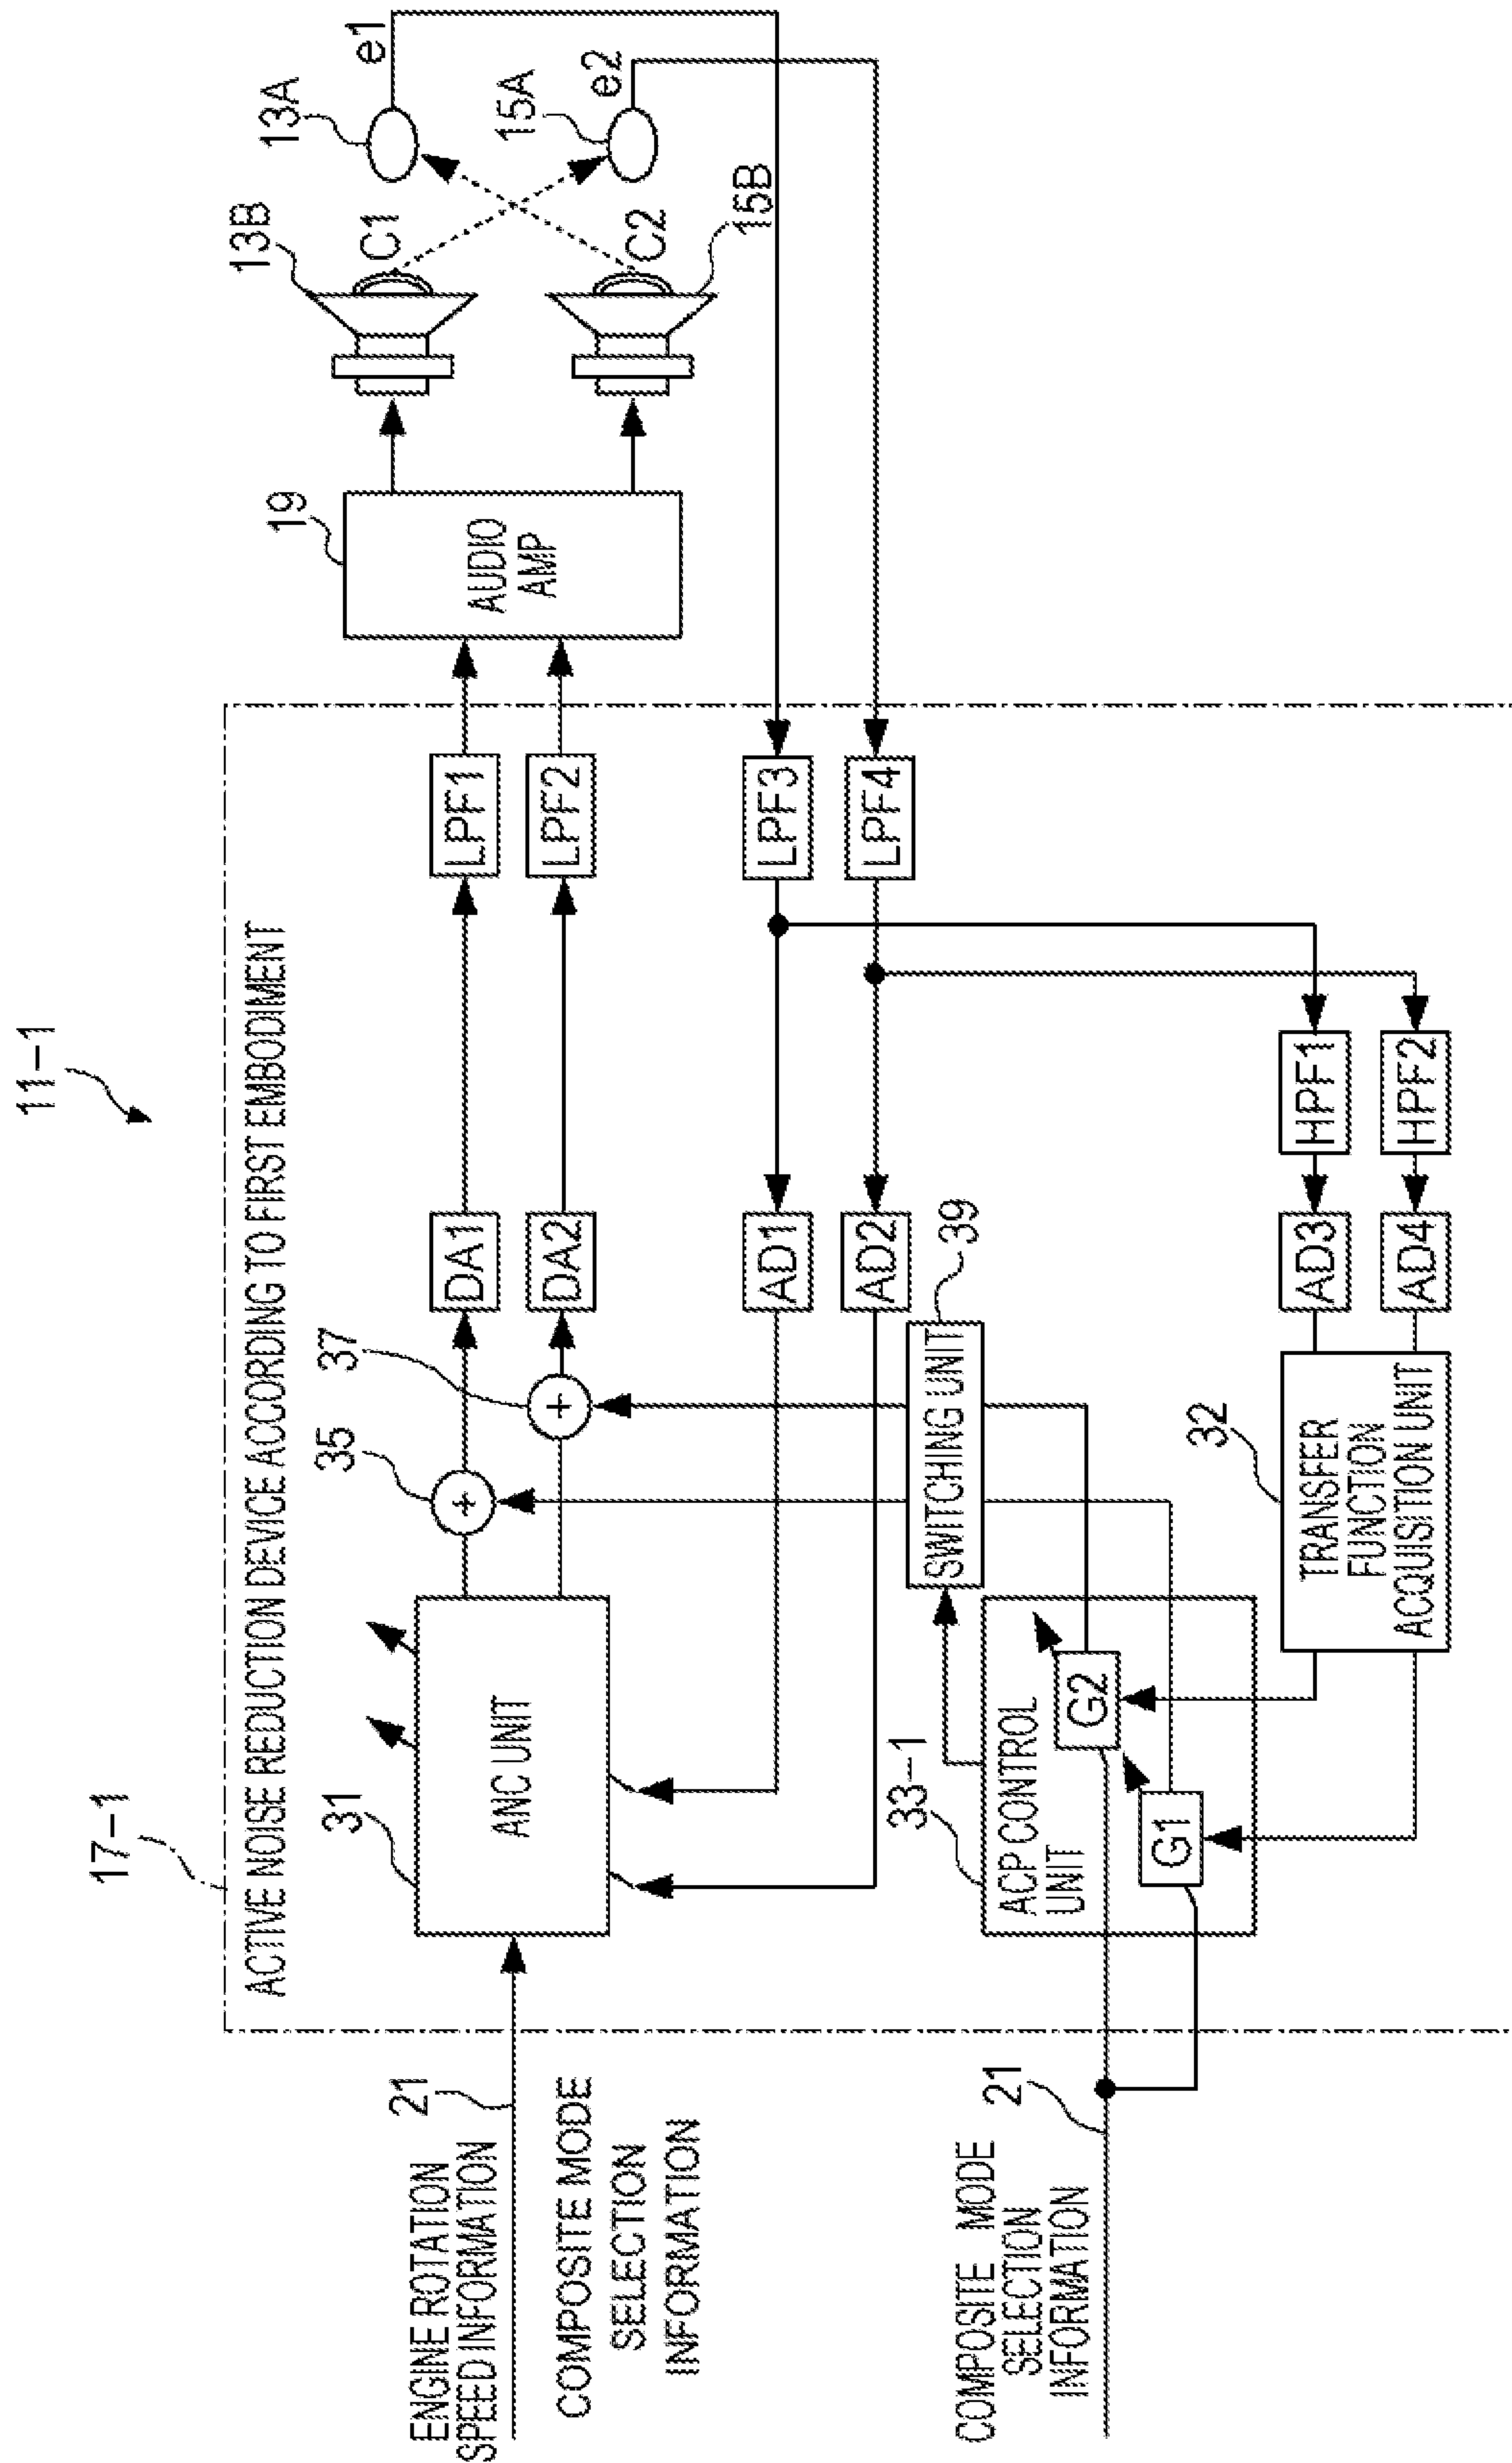 11-1
17-1
ACTIVE NOISE REDUCTION DEVICE ACCORDING TO FIRST EMBODIMENT
ENGINE ROTATION
SPEED INFORMATION
21
COMPOSITE MODE
SELECTION
INFORMATION
31
ANC UNIT
35
37
DA1
DA2
LPF1
LPF2
19
AUDIO
AMP
13B
C1
13A
e1
C2
15B
15A
e2
AD1
AD2
LPF3
LPF4
39
SWITCHING UNIT
COMPOSITE MODE
SELECTION
INFORMATION
21
33-1
ACP CONTROL
UNIT
G2
G1
32
TRANSFER
FUNCTION
ACQUISITION UNIT
AD3
AD4
HPF1
HPF2